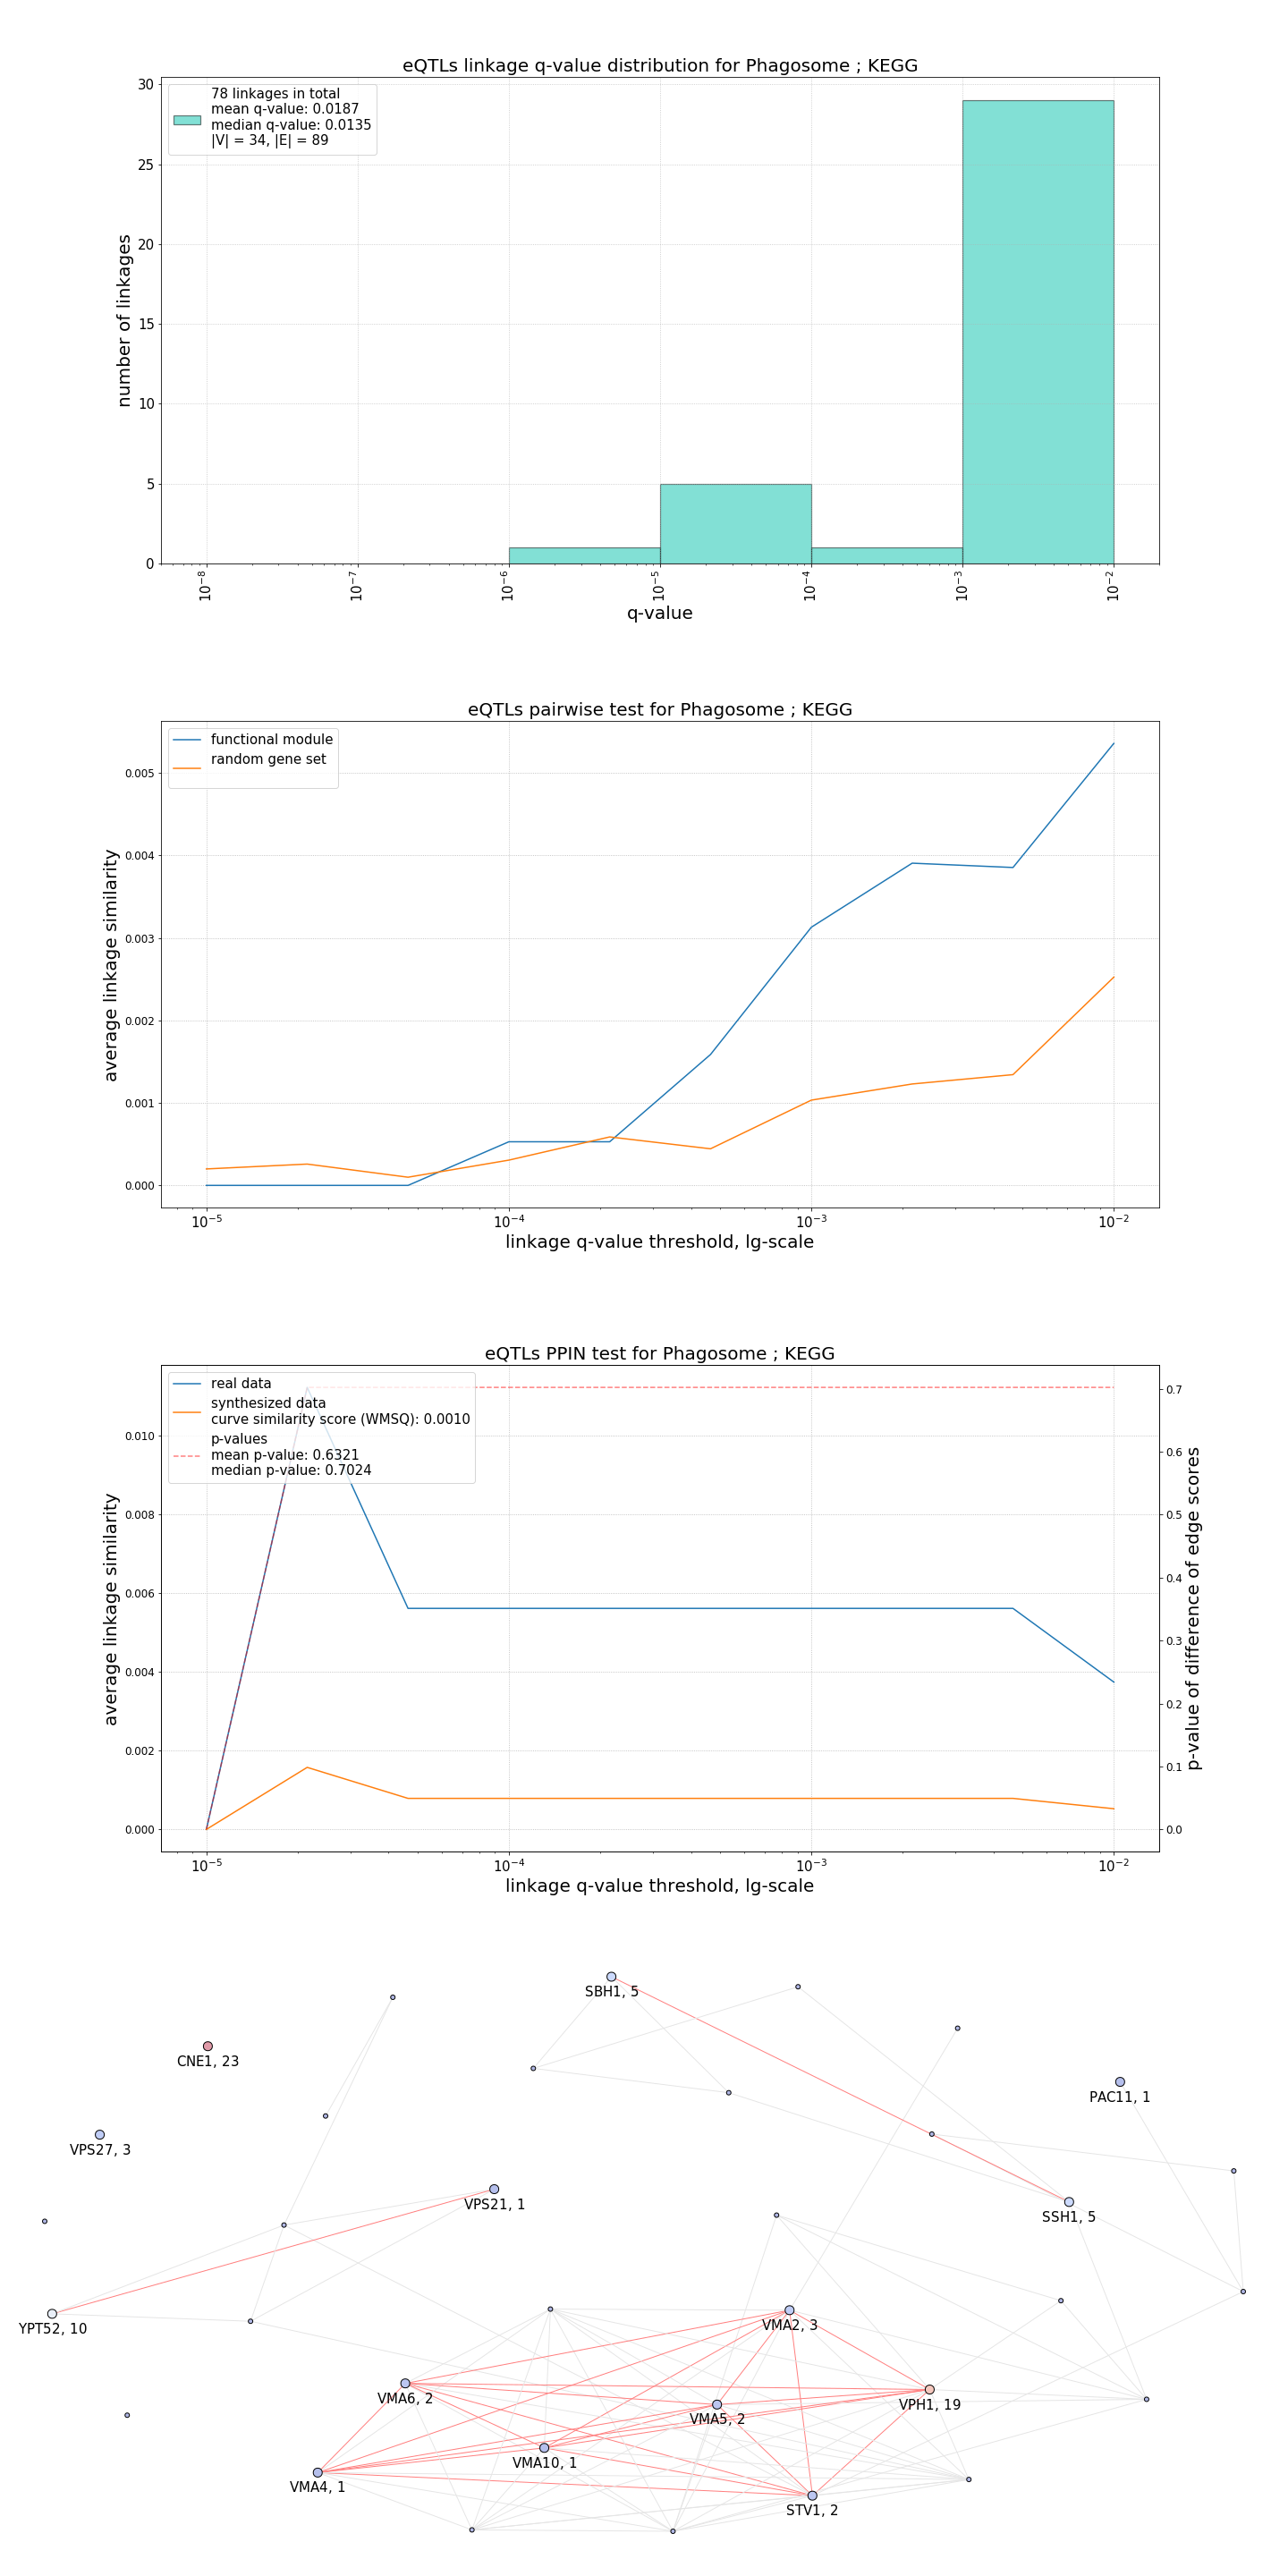 eQTLs linkage q-value distribution for Phagosome ; KEGG
78 linkages in total
mean q-value: 0.0187
median q-value: 0.0135
|V| = 34, |E| = 89
30
25
20
15
10
5
0
number of linkages
10⁻⁸
10⁻⁷
10⁻⁶
10⁻⁵
10⁻⁴
10⁻³
10⁻²
q-value
eQTLs pairwise test for Phagosome ; KEGG
functional module
random gene set
0.005
0.004
0.003
0.002
0.001
0.000
average linkage similarity
10⁻⁵
10⁻⁴
10⁻³
10⁻²
linkage q-value threshold, lg-scale
eQTLs PPIN test for Phagosome ; KEGG
real data
synthesized data
curve similarity score (WMSQ): 0.0010
p-values
mean p-value: 0.6321
median p-value: 0.7024
0.010
0.008
0.006
0.004
0.002
0.000
average linkage similarity
0.7
0.6
0.5
0.4
0.3
0.2
0.1
0.0
p-value of difference of edge scores
10⁻⁵
10⁻⁴
10⁻³
10⁻²
linkage q-value threshold, lg-scale
SBH1, 5
CNE1, 23
PAC11, 1
VPS27, 3
VPS21, 1
SSH1, 5
YPT52, 10
VMA2, 3
VMA6, 2
VPH1, 19
VMA5, 2
VMA10, 1
VMA4, 1
STV1, 2